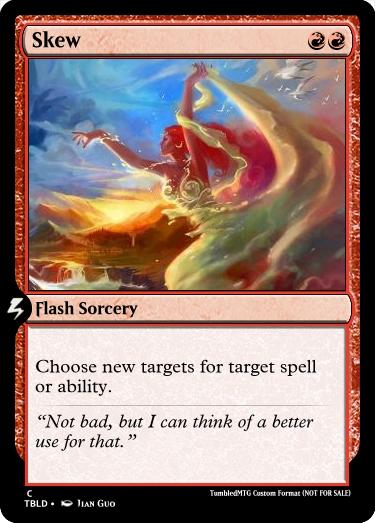 Skew
Flash Sorcery
Choose new targets for target spell
or ability.
“Not bad, but I can think of a better
use for that.”
C
TBLD • Jian Guo
TumbledMTG Custom Format (NOT FOR SALE)